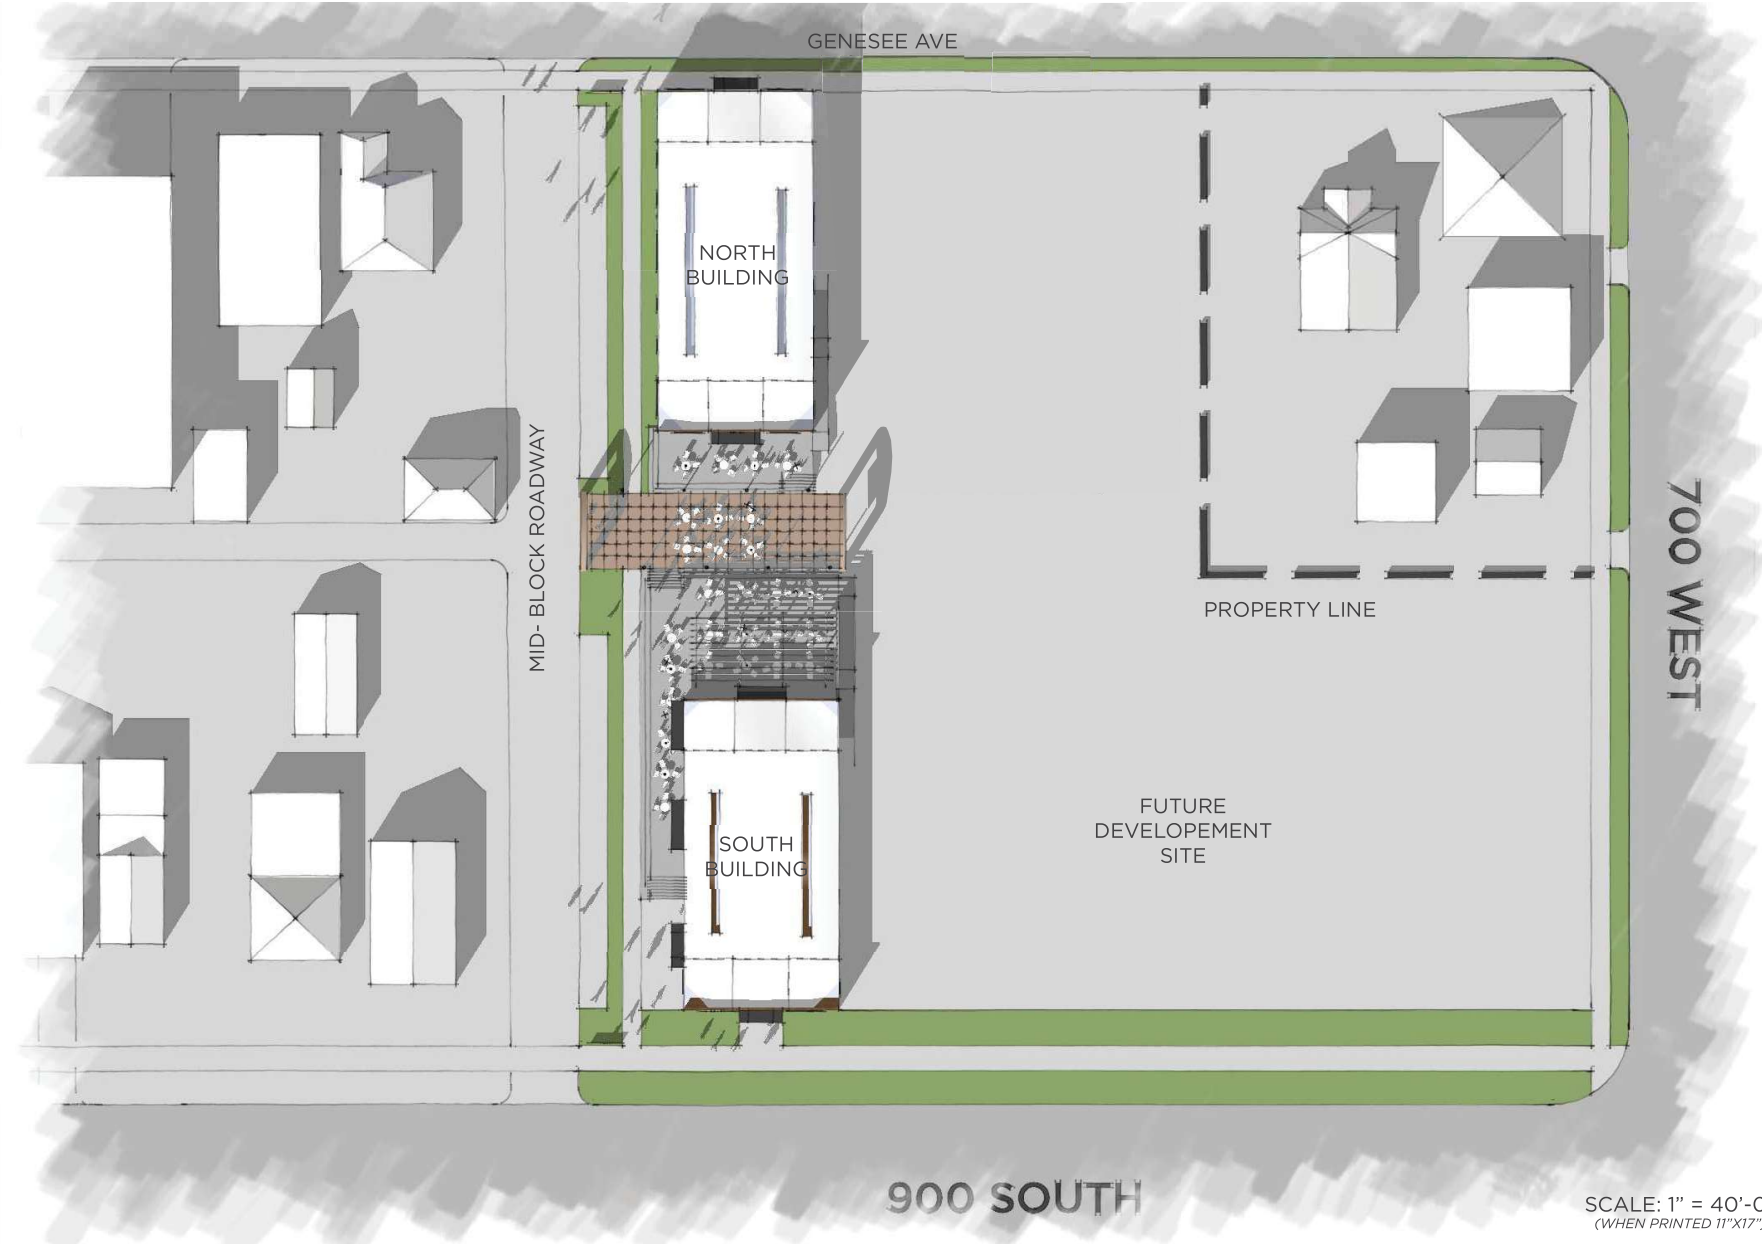 GENESEE AVE
NORTH
BUILDING
MID- BLOCK ROADWAY
PROPERTY LINE
700 WEST
FUTURE
DEVELOPEMENT
SITE
SOUTH
BUILDING
900 SOUTH
SCALE: 1" = 40'-0
(WHEN PRINTED 11"X17")